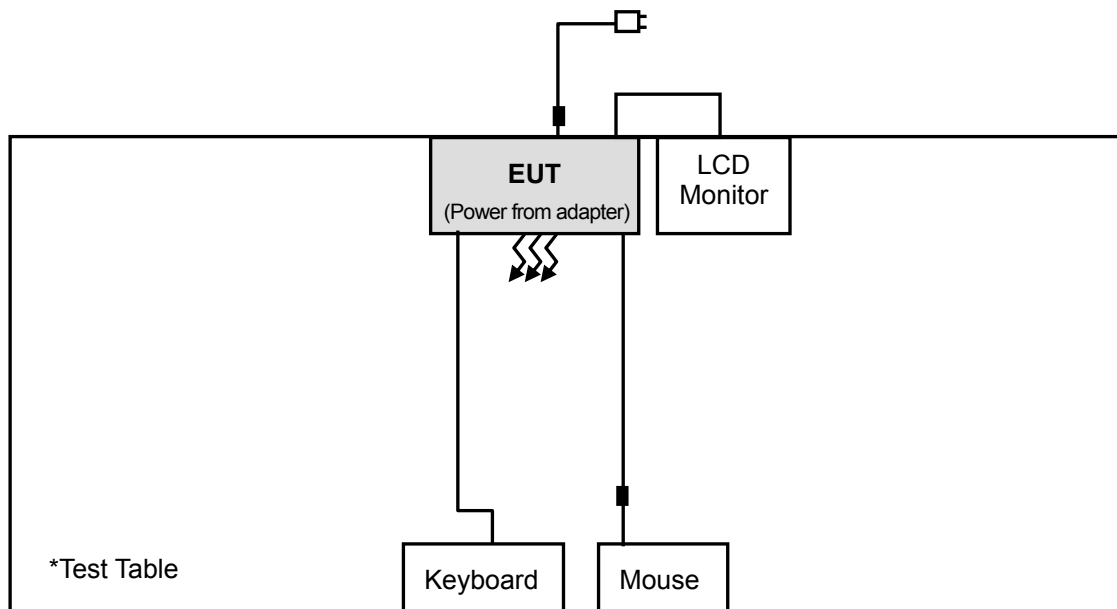 EUT
(Power from adapter)
LCD
Monitor
*Test Table
Keyboard
Mouse